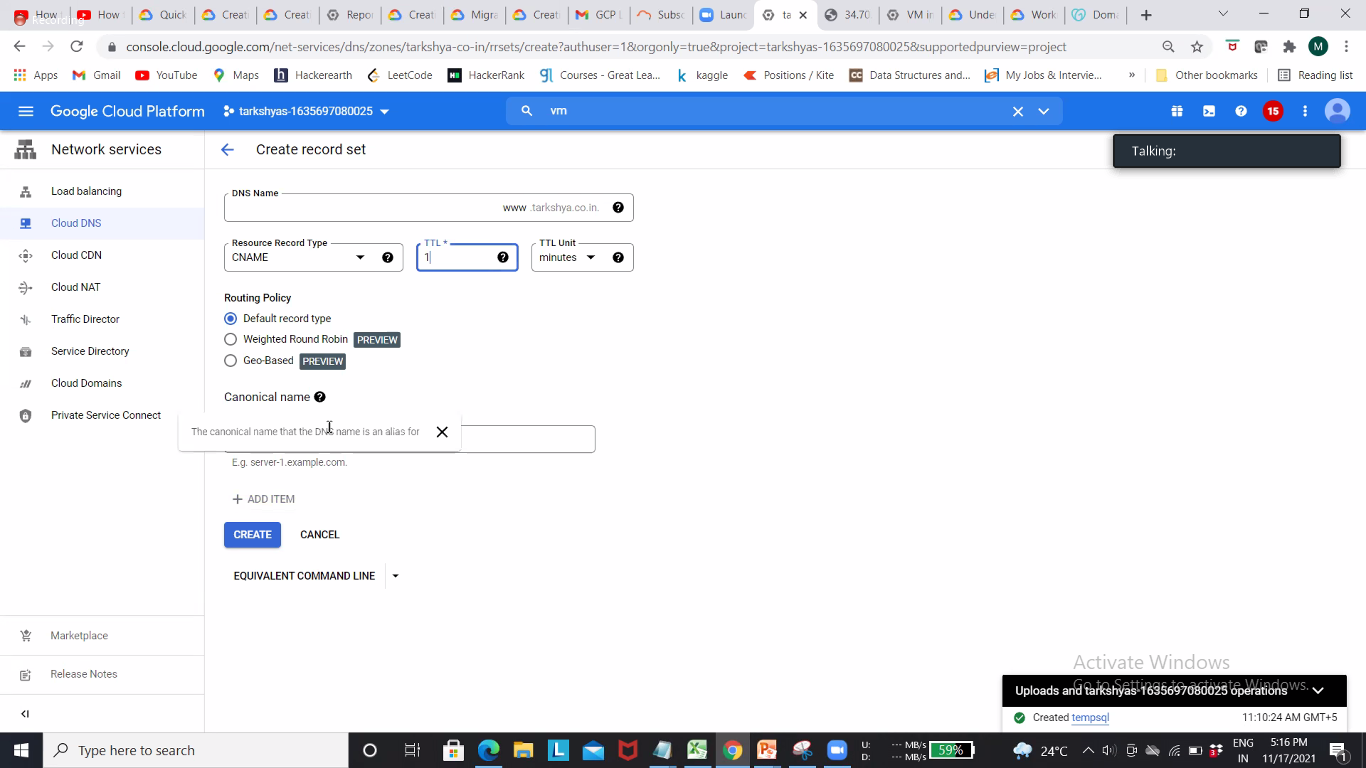 How
How
Quick
Creati
Creati
Repo
Creat
Migra
Creati
GCP L
Subsc
Launc
ta
34.70
VM in
Unde
Work
Doma
Recording
console.cloud.google.com/net-services/dns/zones/tarkshya-co-in/rrsets/create?authuser=1&orgonly=true&project=tarkshyas-1635697080025&supportedpurview=project
M
Apps
Gmail
YouTube
Maps
Hackerearth
LeetCode
HackerRank
Courses - Great Lea...
kaggle
Positions / Kite
Data Structures and...
My Jobs & Intervie...
»
Other bookmarks
Reading list
Google Cloud Platform
tarkshyas-1635697080025
vm
15
Network services
Create record set
Talking:
Load balancing
Cloud DNS
Cloud CDN
Cloud NAT
Traffic Director
Service Directory
Cloud Domains
Private Service Connect
DNS Name
www .tarkshya.co.in.
Resource Record Type
CNAME
TTL *
1
TTL Unit
minutes
Routing Policy
Default record type
Weighted Round Robin PREVIEW
Geo-Based PREVIEW
Canonical name
The canonical name that the DNS name is an alias for
E.g. server-1.example.com.
+ ADD ITEM
CREATE
CANCEL
EQUIVALENT COMMAND LINE
Marketplace
Release Notes
Activate Windows
Go to Settings to activate Windows.
Uploads and tarkshyas-1635697080025 operations
Created tempsql
11:10:24 AM GMT+5
Type here to search
U: --- MB/s
D: --- MB/s
59%
24°C
ENG
IN
5:16 PM
11/17/2021
1